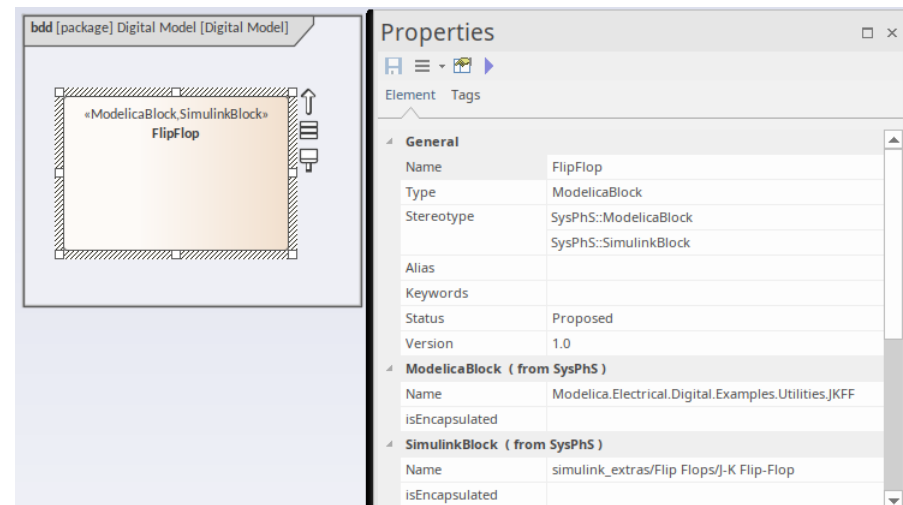 bdd [package] Digital Model [Digital Model]
«ModelicaBlock,SimulinkBlock»
FlipFlop
Properties
Element Tags
General
Name FlipFlop
Type ModelicaBlock
Stereotype SysPhS::ModelicaBlock
SysPhS::SimulinkBlock
Alias
Keywords
Status Proposed
Version 1.0
ModelicaBlock ( from SysPhS )
Name Modelica.Electrical.Digital.Examples.Utilities.JKFF
isEncapsulated
SimulinkBlock ( from SysPhS )
Name simulink_extras/Flip Flops/J-K Flip-Flop
isEncapsulated